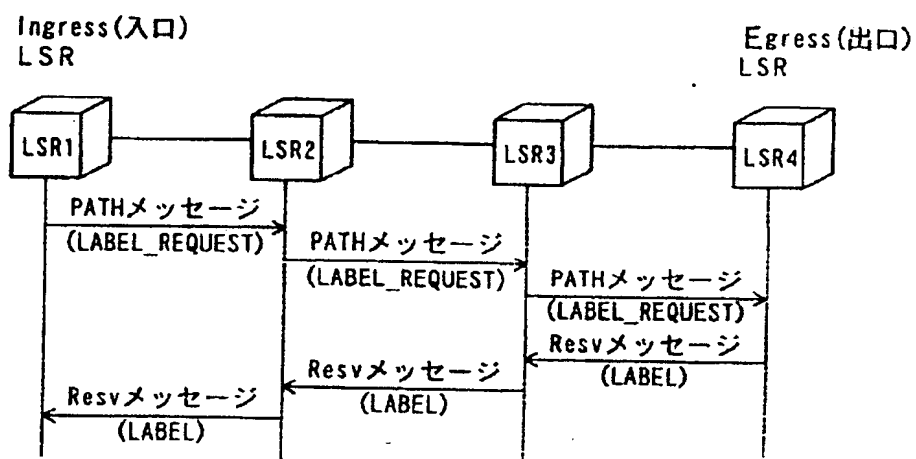 Ingress(入口)
LSR
Egress(出口)
LSR
LSR1
LSR2
LSR3
LSR4
PATHメッセージ
(LABEL_REQUEST)
PATHメッセージ
(LABEL_REQUEST)
PATHメッセージ
(LABEL_REQUEST)
Resvメッセージ
(LABEL)
Resvメッセージ
(LABEL)
Resvメッセージ
(LABEL)